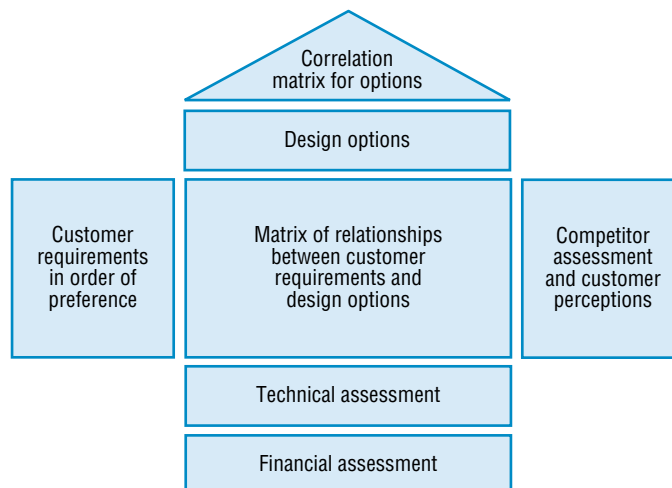 Correlation
matrix for options
Design options
Customer
requirements
in order of
preference
Matrix of relationships
between customer
requirements and
design options
Competitor
assessment
and customer
perceptions
Technical assessment
Financial assessment